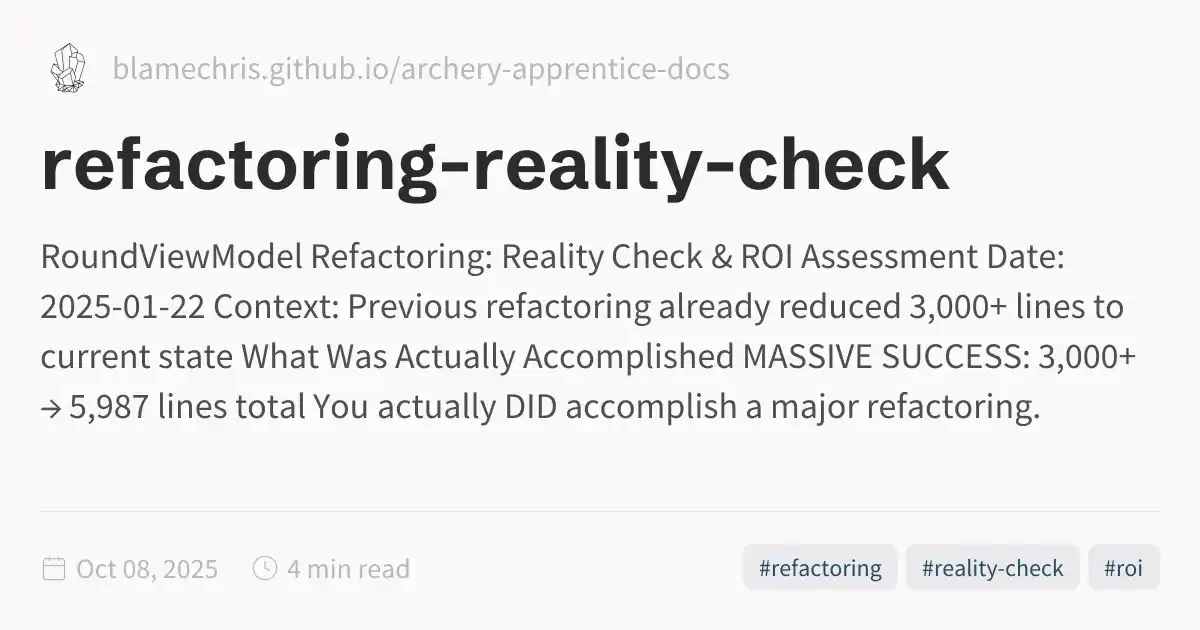 blamechris.github.io/archery-apprentice-docs
refactoring-reality-check
RoundViewModel Refactoring: Reality Check & ROI Assessment Date:
2025-01-22 Context: Previous refactoring already reduced 3,000+ lines to
current state What Was Actually Accomplished MASSIVE SUCCESS: 3,000+
→ 5,987 lines total You actually DID accomplish a major refactoring.
Oct 08, 2025 4 min read #refactoring #reality-check #roi